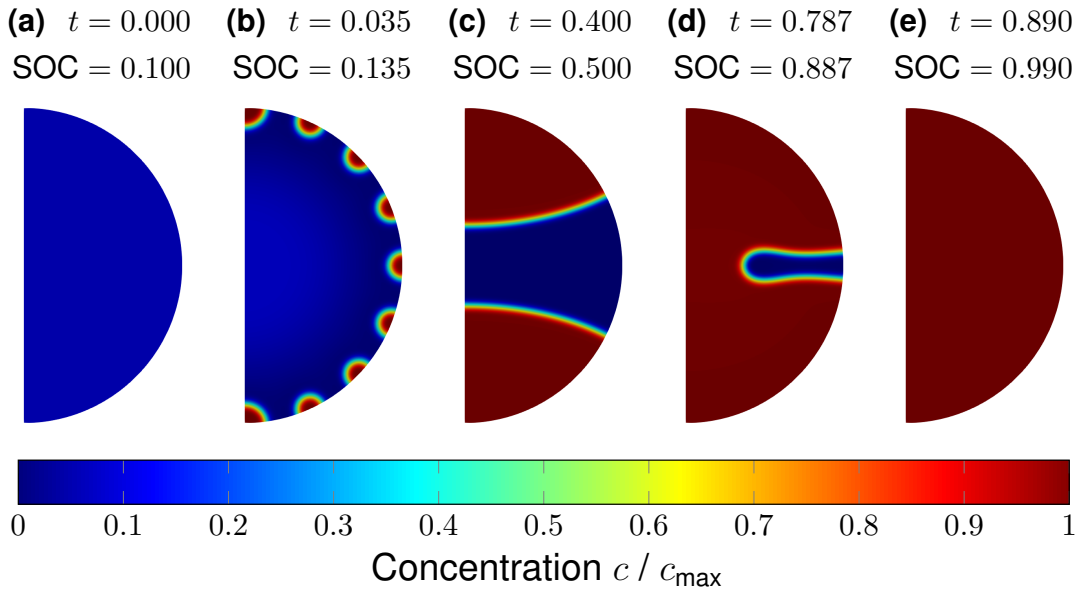 (a) t = 0.000 (b) t = 0.035 (c) t = 0.400 (d) t = 0.787 (e) t = 0.890
SOC = 0.100 SOC = 0.135 SOC = 0.500 SOC = 0.887 SOC = 0.990
0 0.1 0.2 0.3 0.4 0.5 0.6 0.7 0.8 0.9 1
Concentration c / c_max